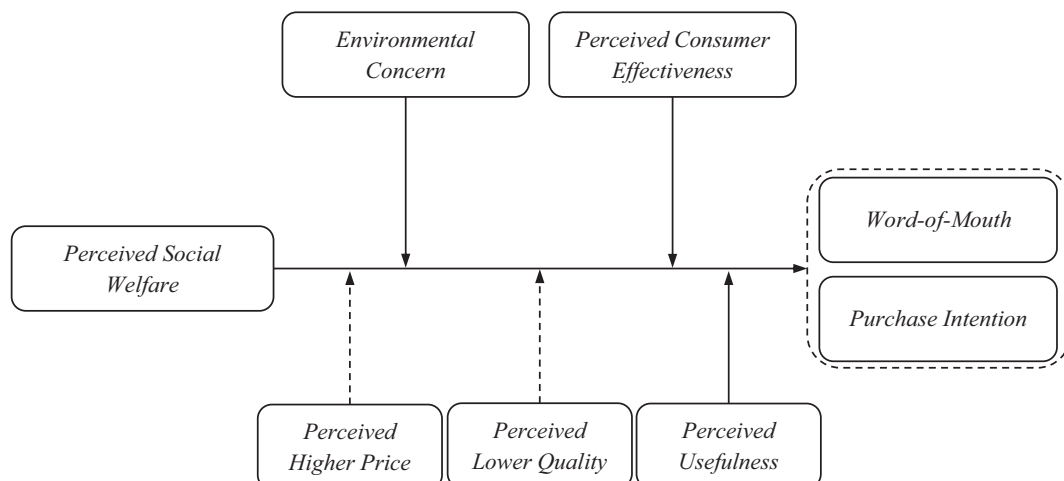 Environmental
Concern
Perceived Consumer
Effectiveness
Word-of-Mouth
Perceived Social
Welfare
Purchase Intention
Perceived
Higher Price
Perceived
Lower Quality
Perceived
Usefulness